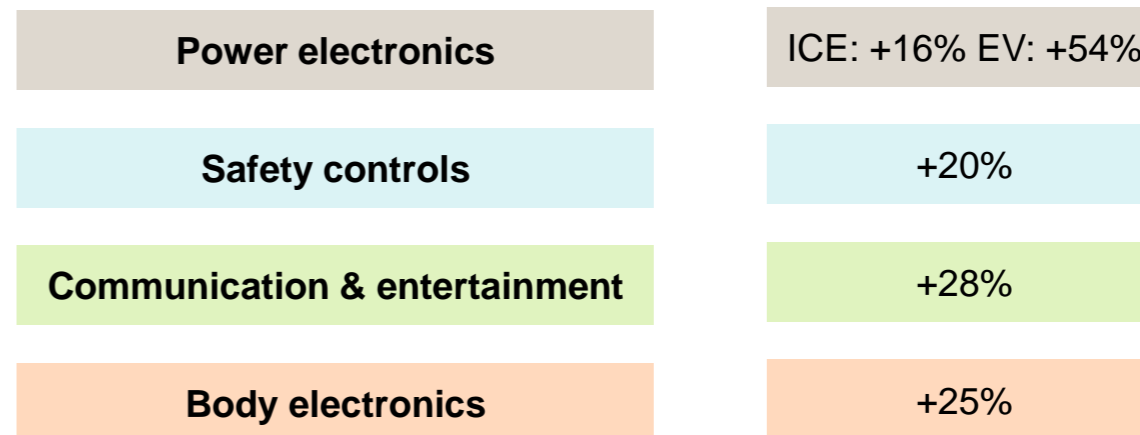 Power electronics
ICE: +16% EV: +54%
Safety controls
+20%
Communication & entertainment
+28%
Body electronics
+25%